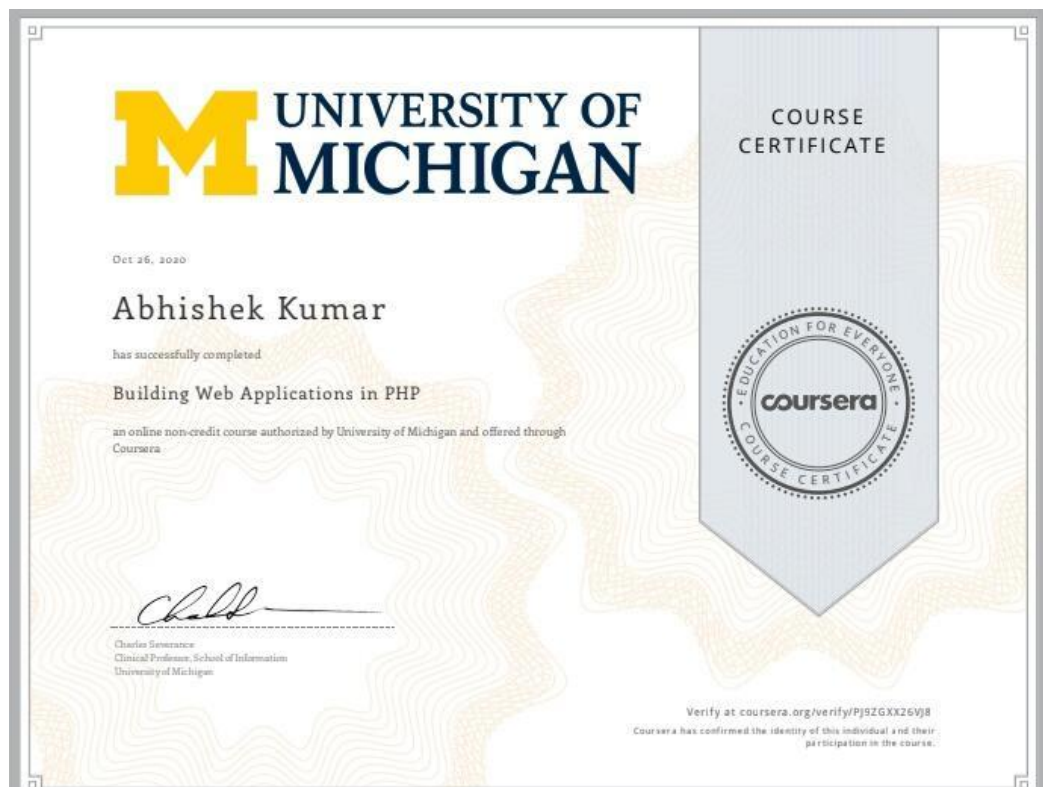 M UNIVERSITY OF
MICHIGAN
COURSE
CERTIFICATE
Oct 26, 2020
Abhishek Kumar
has successfully completed
Building Web Applications in PHP
an online non-credit course authorized by University of Michigan and offered through
Coursera
EDUCATION FOR EVERYONE
coursera
COURSE CERTIFICATE
Charles Severance
Clinical Professor, School of Information
University of Michigan
Verify at coursera.org/verify/PJ9ZGXX26VJ8
Coursera has confirmed the identity of this individual and their
participation in the course.